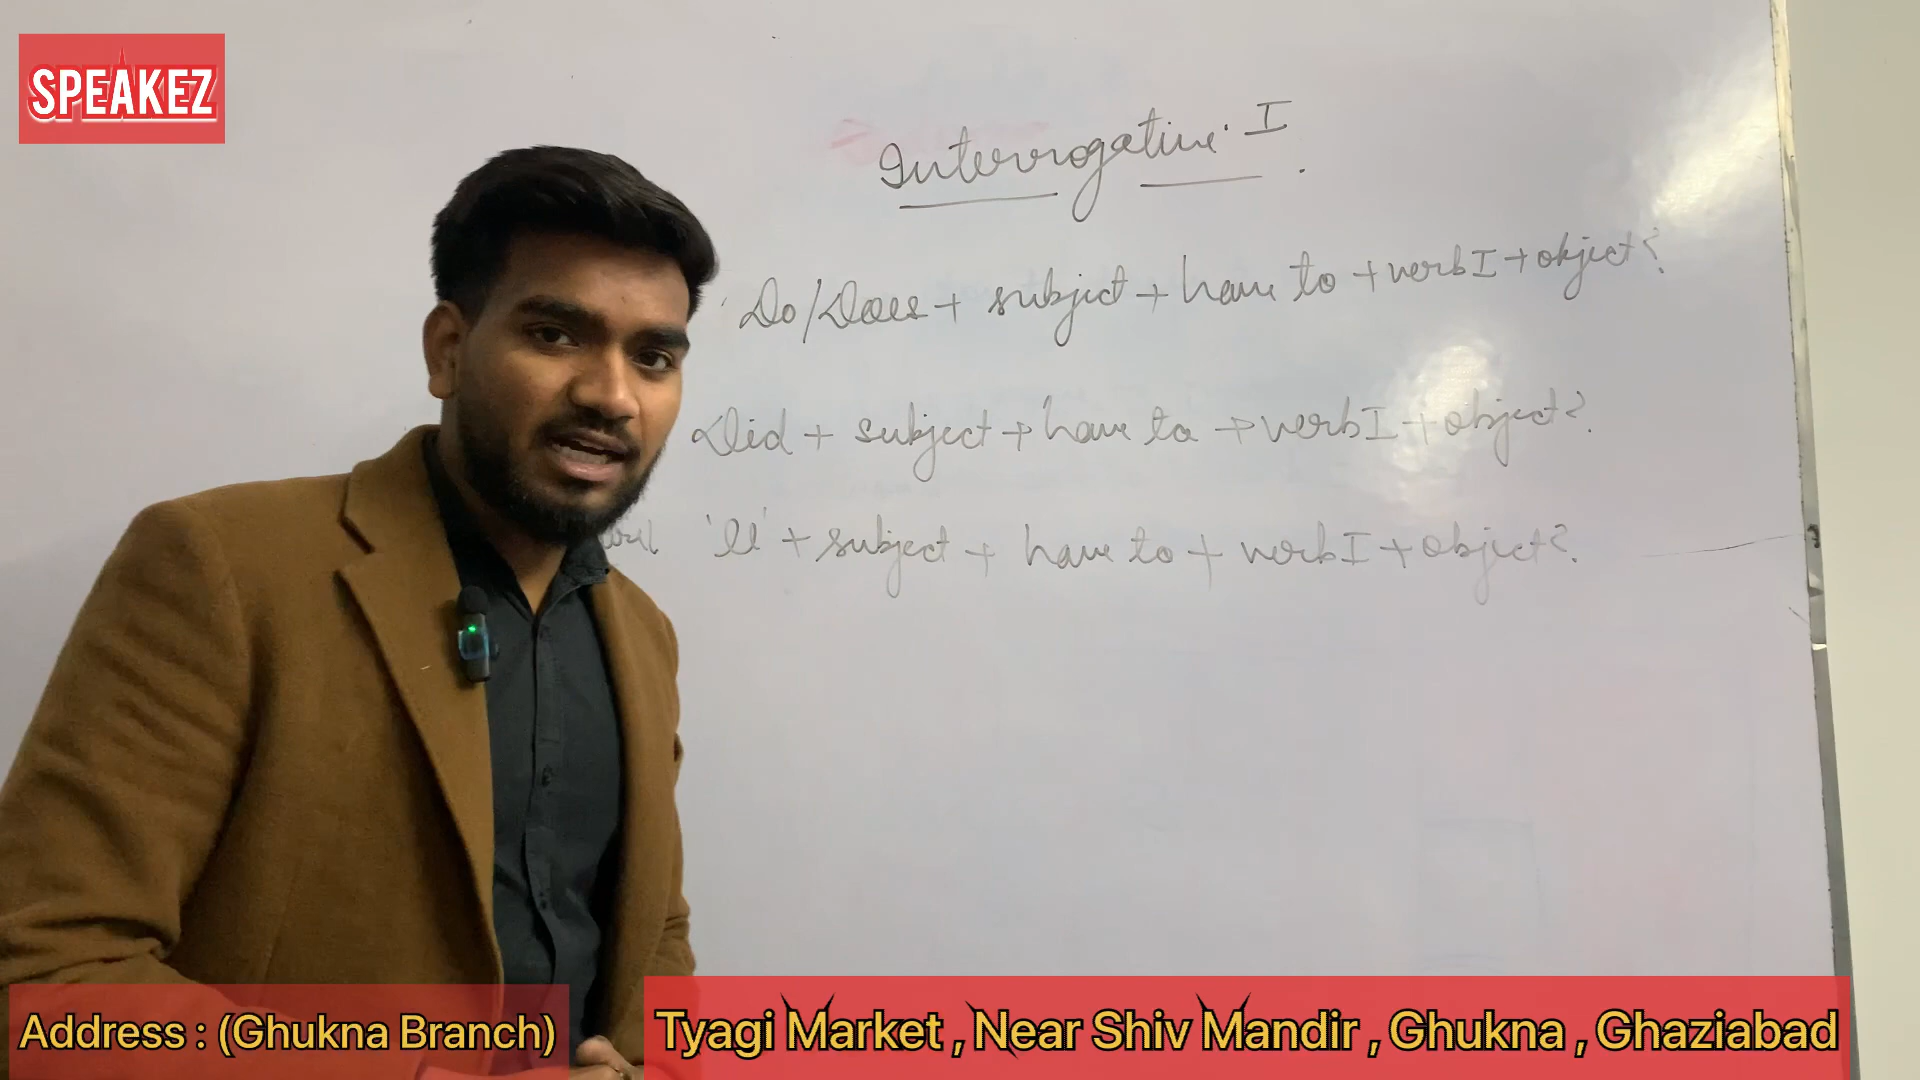 SPEAKEZ
Interrogative. I
Do/Does + subject + have to + verb I + object?
Did + subject + have to + verb I + object?
'll' + subject + have to + verb I + object?
Address : (Ghukna Branch)
Tyagi Market , Near Shiv Mandir , Ghukna , Ghaziabad